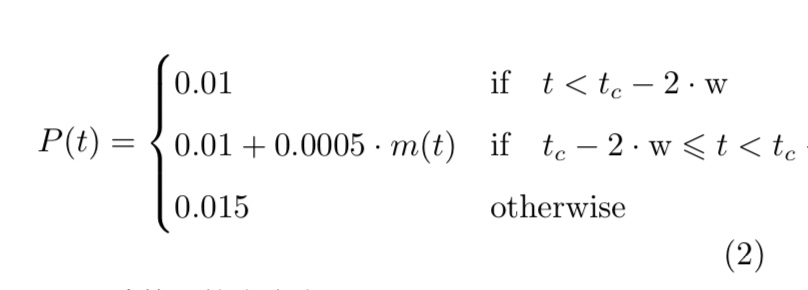 P(t) = { 0.01 if t < t_c − 2 · w
0.01 + 0.0005 · m(t) if t_c − 2 · w ⩽ t < t_c
0.015 otherwise
(2)